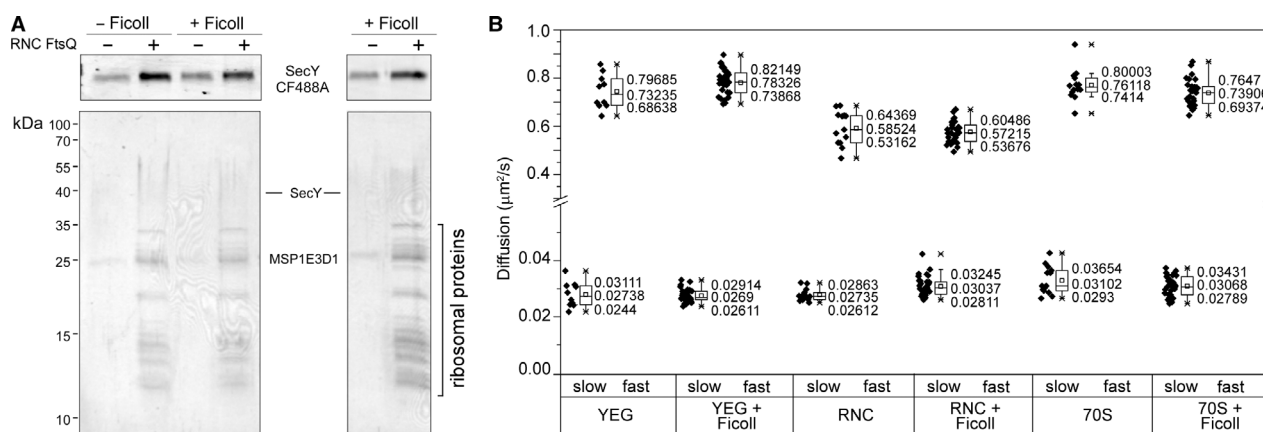 A
– Ficoll + Ficoll + Ficoll
RNC FtsQ – + – + – +
SecY
CF488A
kDa
100
70
55
40
35
25
15
10
SecY
MSP1E3D1
ribosomal proteins
B
Diffusion (μm²/s)
1.0
0.8
0.6
0.4
0.04
0.02
0.00
0.79685
0.73235
0.68638
0.82149
0.78326
0.73868
0.64369
0.58524
0.53162
0.60486
0.57215
0.53676
0.80003
0.76118
0.7414
0.7647
0.73906
0.69374
0.03111
0.02738
0.0244
0.02914
0.0269
0.02611
0.02863
0.02735
0.02612
0.03245
0.03037
0.02811
0.03654
0.03102
0.0293
0.03431
0.03068
0.02789
slow fast slow fast slow fast slow fast slow fast slow fast
YEG
YEG +
Ficoll
RNC
RNC +
Ficoll
70S
70S +
Ficoll